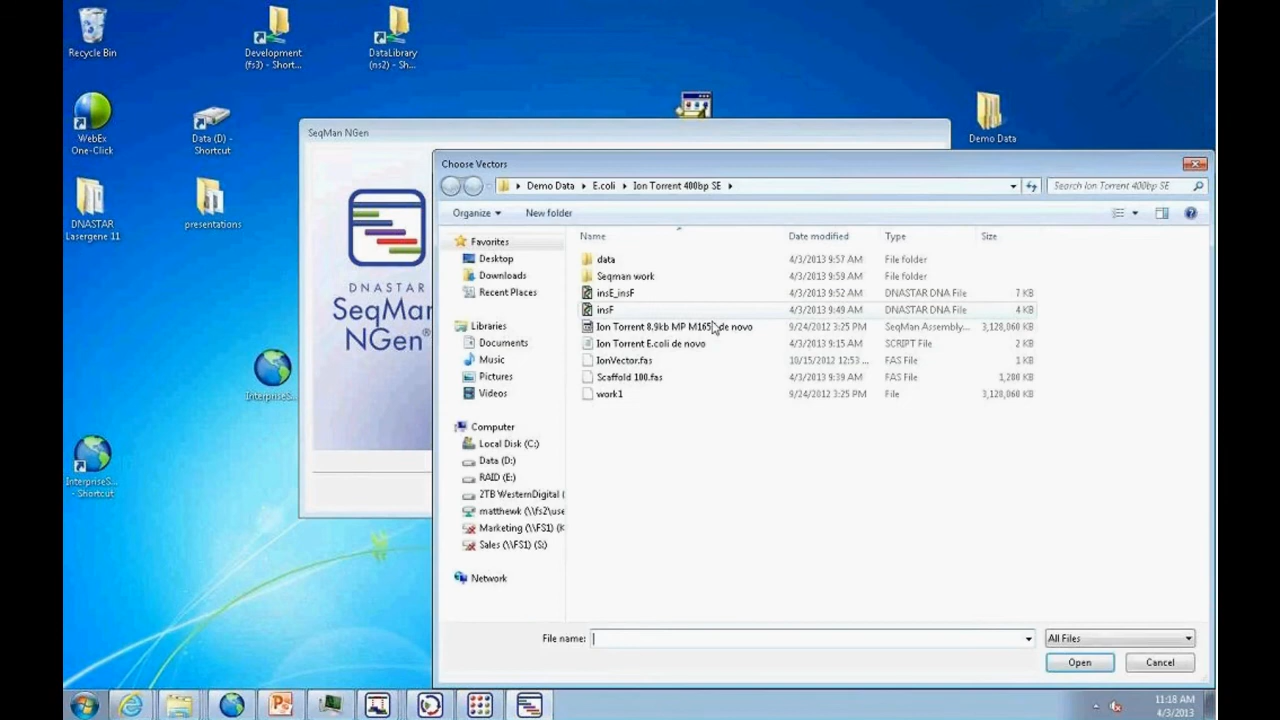 Recycle Bin
Development
(fs3) - Short...
DataLibrary
(ns2) - Sh...
WebEx
One-Click
Data (D) -
Shortcut
Demo Data
DNASTAR
Lasergene 11
presentations
InterpriseS...
InterpriseS...
- Shortcut
SeqMan NGen
DNASTAR
SeqMa
NGen®
Choose Vectors
Demo Data
E.coli
Ion Torrent 400bp SE
Search Ion Torrent 400bp SE
Organize
New folder
Favorites
Desktop
Downloads
Recent Places
Libraries
Documents
Music
Pictures
Videos
Computer
Local Disk (C:)
Data (D:)
RAID (E:)
2TB WesternDigital (
matthewk (\\fs2\use
Marketing (\\FS1) (K
Sales (\\FS1) (S:)
Network
Name Date modified Type Size
data 4/3/2013 9:57 AM File folder
Seqman work 4/3/2013 9:59 AM File folder
insE_insF 4/3/2013 9:52 AM DNASTAR DNA File 7 KB
insF 4/3/2013 9:49 AM DNASTAR DNA File 4 KB
Ion Torrent 8.9kb MP M165 de novo 9/24/2012 3:25 PM SeqMan Assembly... 3,128,060 KB
Ion Torrent E.coli de novo 4/3/2013 9:15 AM SCRIPT File 2 KB
IonVector.fas 10/15/2012 12:53 ... FAS File 1 KB
Scaffold 100.fas 4/3/2013 9:39 AM FAS File 1,200 KB
work1 9/24/2012 3:25 PM File 3,128,060 KB
File name:
All Files
Open
Cancel
11:18 AM
4/3/2013